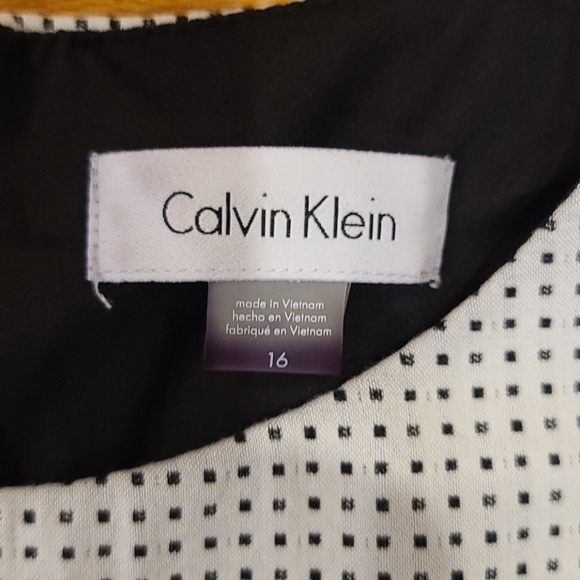 Calvin Klein
made in Vietnam
hecho en Vietnam
fabriqué en Vietnam
16